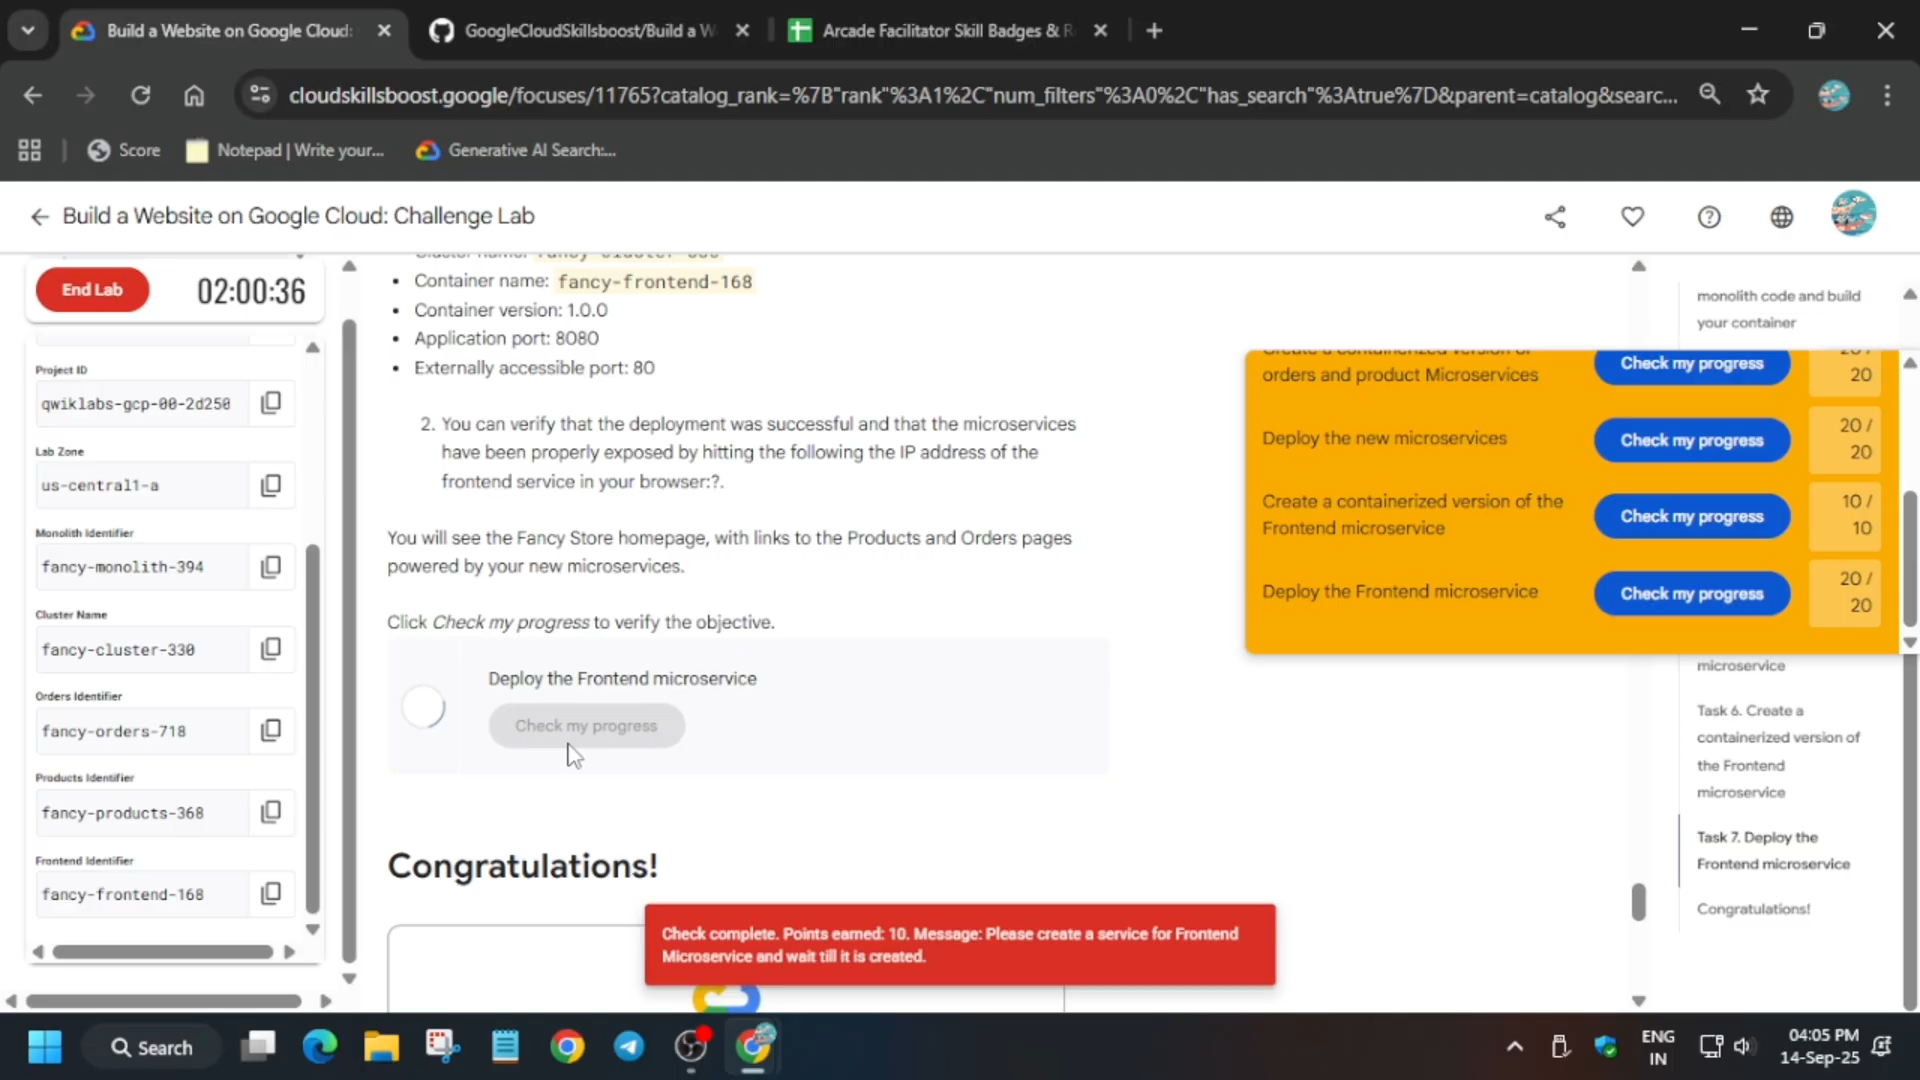 Build a Website on Google Cloud:
GoogleCloudSkillsboost/Build a W
Arcade Facilitator Skill Badges & R
cloudskillsboost.google/focuses/11765?catalog_rank=%7B"rank"%3A1%2C"num_filters"%3A0%2C"has_search"%3Atrue%7D&parent=catalog&searc...
Score
Notepad | Write your...
Generative AI Search:...
Build a Website on Google Cloud: Challenge Lab
End Lab
02:00:36
Project ID
qwiklabs-gcp-00-2d250
Lab Zone
us-central1-a
Monolith Identifier
fancy-monolith-394
Cluster Name
fancy-cluster-330
Orders Identifier
fancy-orders-718
Products Identifier
fancy-products-368
Frontend Identifier
fancy-frontend-168
Cluster name: fancy-cluster-330
• Container name: fancy-frontend-168
• Container version: 1.0.0
• Application port: 8080
• Externally accessible port: 80
2. You can verify that the deployment was successful and that the microservices
have been properly exposed by hitting the following the IP address of the
frontend service in your browser:?.
You will see the Fancy Store homepage, with links to the Products and Orders pages
powered by your new microservices.
Click Check my progress to verify the objective.
Deploy the Frontend microservice
Check my progress
Congratulations!
Check complete. Points earned: 10. Message: Please create a service for Frontend
Microservice and wait till it is created.
monolith code and build
your container
Create a containerized version of
orders and product Microservices
Check my progress
20 /
20
Deploy the new microservices
Check my progress
20 /
20
Create a containerized version of the
Frontend microservice
Check my progress
10 /
10
Deploy the Frontend microservice
Check my progress
20 /
20
microservice
Task 6. Create a
containerized version of
the Frontend
microservice
Task 7. Deploy the
Frontend microservice
Congratulations!
Search
ENG
IN
04:05 PM
14-Sep-25